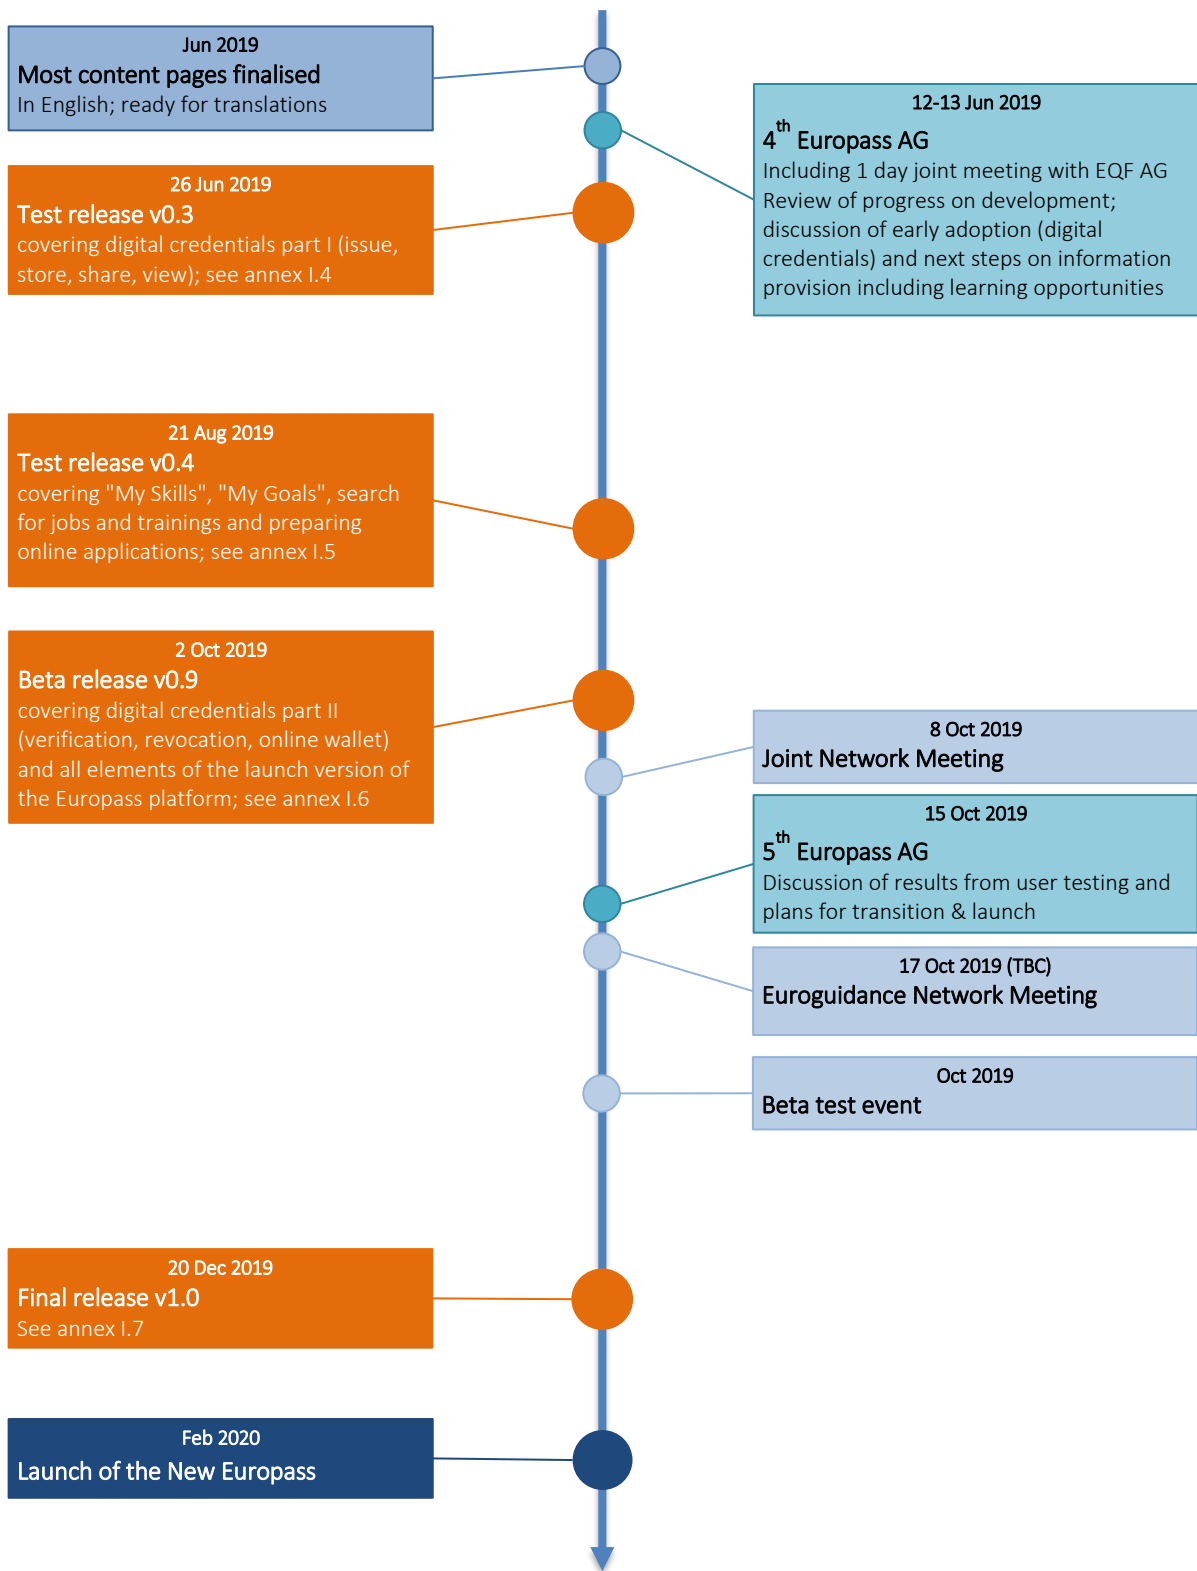 Jun 2019
Most content pages finalised
In English; ready for translations
12-13 Jun 2019
4th Europass AG
Including 1 day joint meeting with EQF AG
Review of progress on development;
discussion of early adoption (digital
credentials) and next steps on information
provision including learning opportunities
26 Jun 2019
Test release v0.3
covering digital credentials part I (issue,
store, share, view); see annex I.4
21 Aug 2019
Test release v0.4
covering "My Skills", "My Goals", search
for jobs and trainings and preparing
online applications; see annex I.5
2 Oct 2019
Beta release v0.9
covering digital credentials part II
(verification, revocation, online wallet)
and all elements of the launch version of
the Europass platform; see annex I.6
8 Oct 2019
Joint Network Meeting
15 Oct 2019
5th Europass AG
Discussion of results from user testing and
plans for transition & launch
17 Oct 2019 (TBC)
Euroguidance Network Meeting
Oct 2019
Beta test event
20 Dec 2019
Final release v1.0
See annex I.7
Feb 2020
Launch of the New Europass